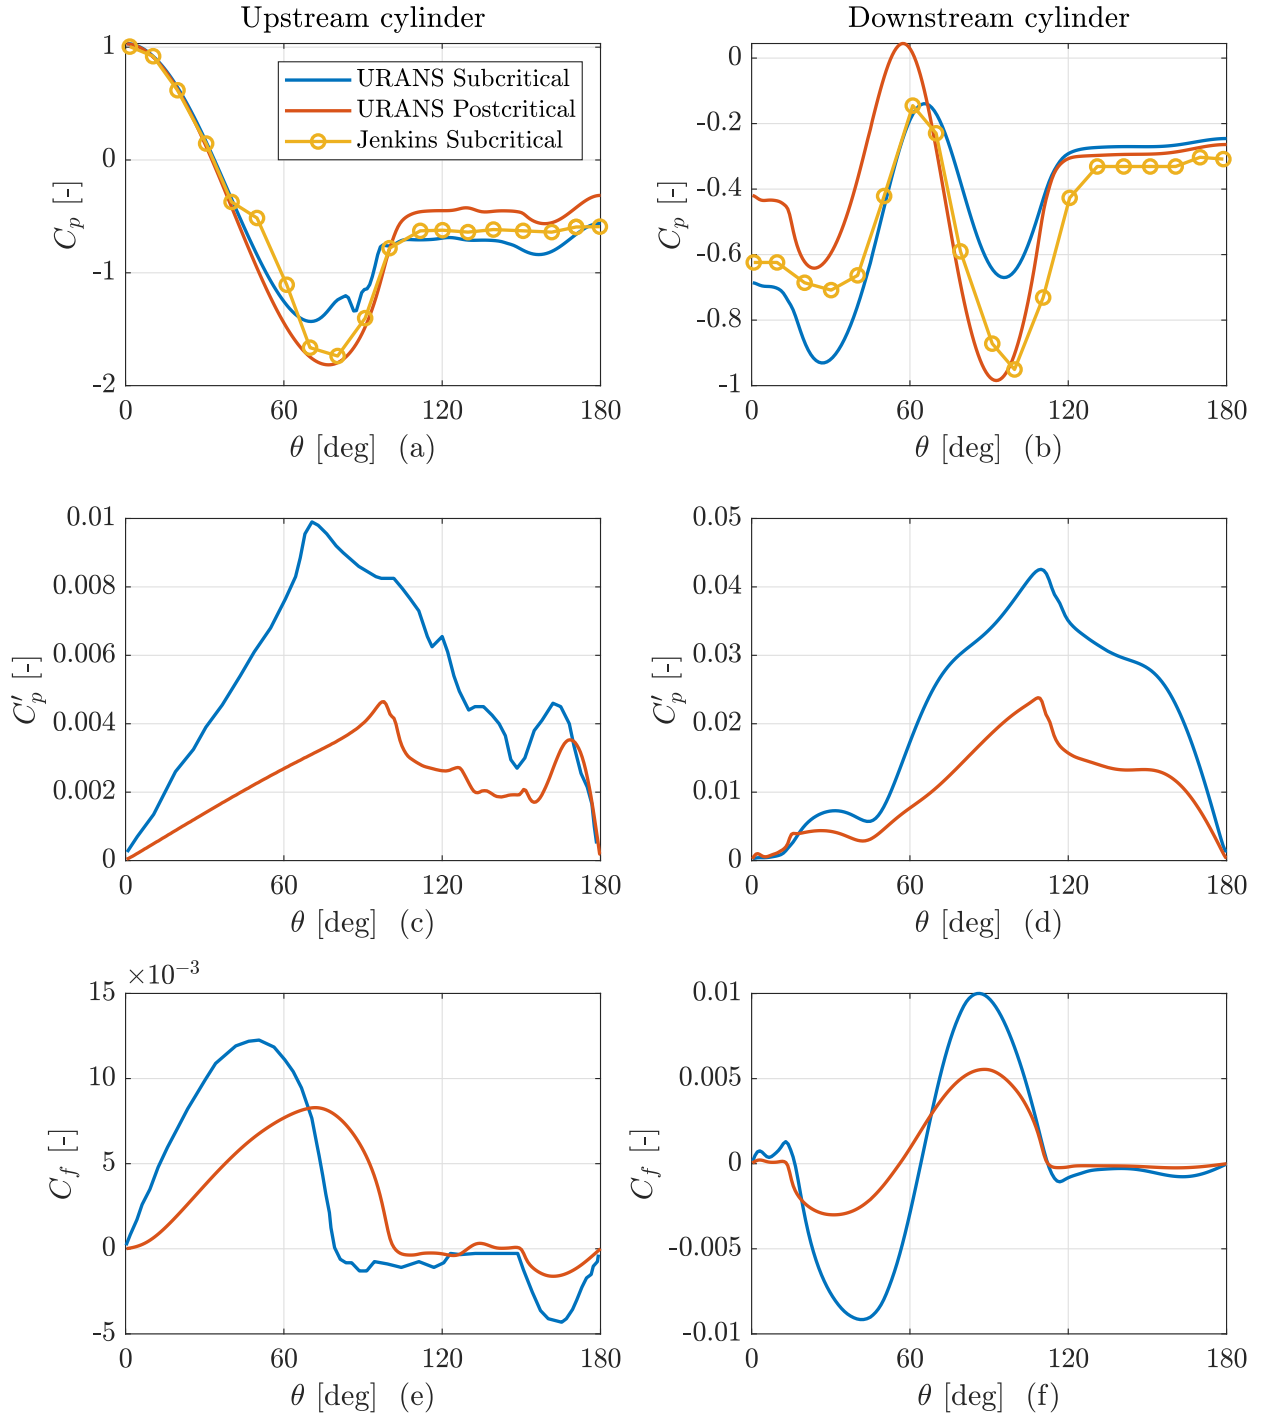 Upstream cylinder
Downstream cylinder
1
0
-1
-2
C_p [-]
URANS Subcritical
URANS Postcritical
Jenkins Subcritical
0 60 120 180
θ [deg] (a)
0
-0.2
-0.4
-0.6
-0.8
-1
C_p [-]
0 60 120 180
θ [deg] (b)
0.01
0.008
0.006
0.004
0.002
0
C′_p [-]
0 60 120 180
θ [deg] (c)
0.05
0.04
0.03
0.02
0.01
0
C′_p [-]
0 60 120 180
θ [deg] (d)
×10⁻³
15
10
5
0
-5
C_f [-]
0 60 120 180
θ [deg] (e)
0.01
0.005
0
-0.005
-0.01
C_f [-]
0 60 120 180
θ [deg] (f)